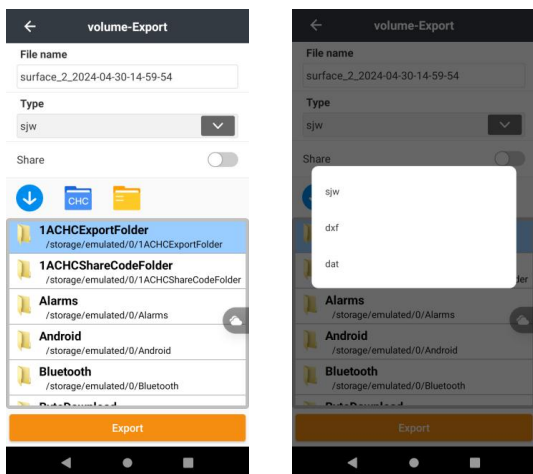 volume-Export
File name
surface_2_2024-04-30-14-59-54
Type
sjw
Share
CHC
1ACHCExportFolder
/storage/emulated/0/1ACHCExportFolder
1ACHCShareCodeFolder
/storage/emulated/0/1ACHCShareCodeFolder
Alarms
/storage/emulated/0/Alarms
Android
/storage/emulated/0/Android
Bluetooth
/storage/emulated/0/Bluetooth
Export
volume-Export
File name
surface_2_2024-04-30-14-59-54
Type
sjw
Share
sjw
dxf
dat
der
Alarms
/storage/emulated/0/Alarms
Android
/storage/emulated/0/Android
Bluetooth
/storage/emulated/0/Bluetooth
Export